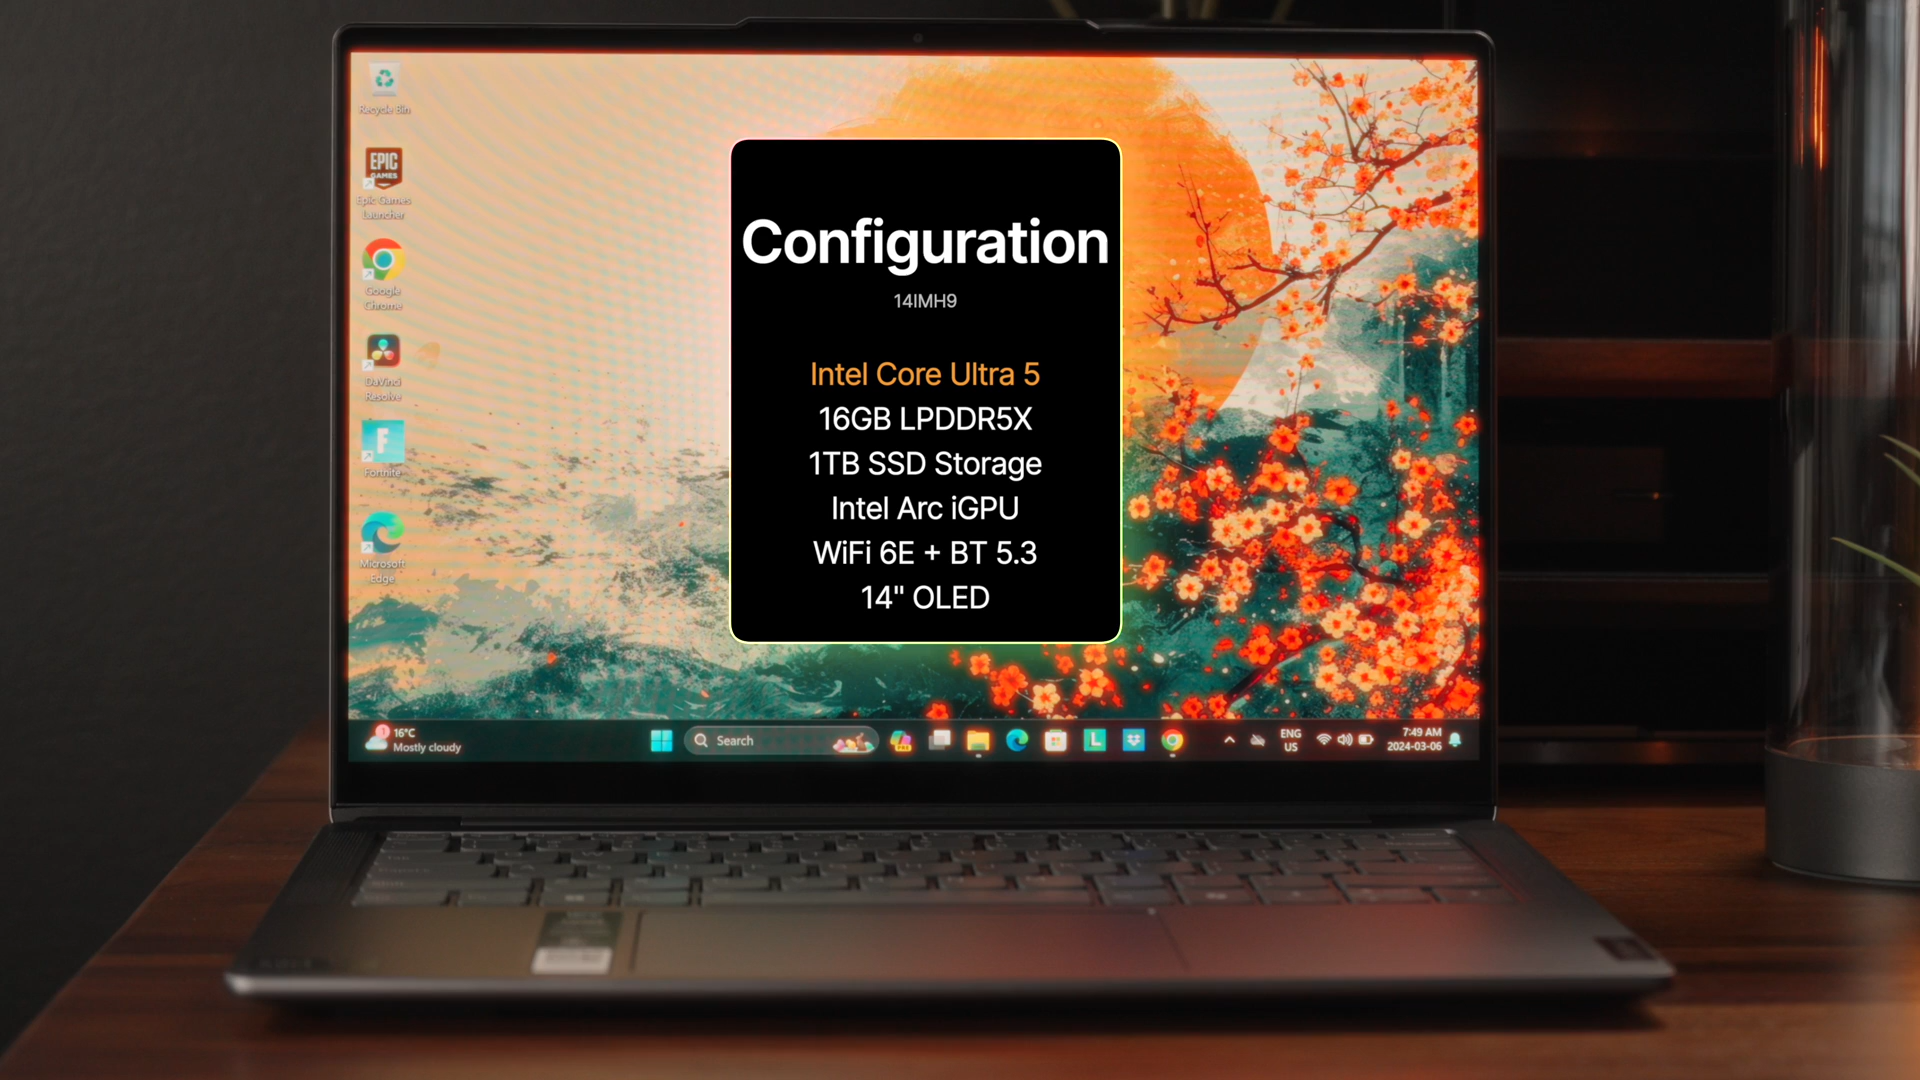 Recycle Bin
EPIC
GAMES
Epic Games
Launcher
Google
Chrome
DaVinci
Resolve
F
Fortnite
Microsoft
Edge
Configuration
14IMH9
Intel Core Ultra 5
16GB LPDDR5X
1TB SSD Storage
Intel Arc iGPU
WiFi 6E + BT 5.3
14" OLED
1
16°C
Mostly cloudy
Search
PRE
L
ENG
US
7:49 AM
2024-03-06